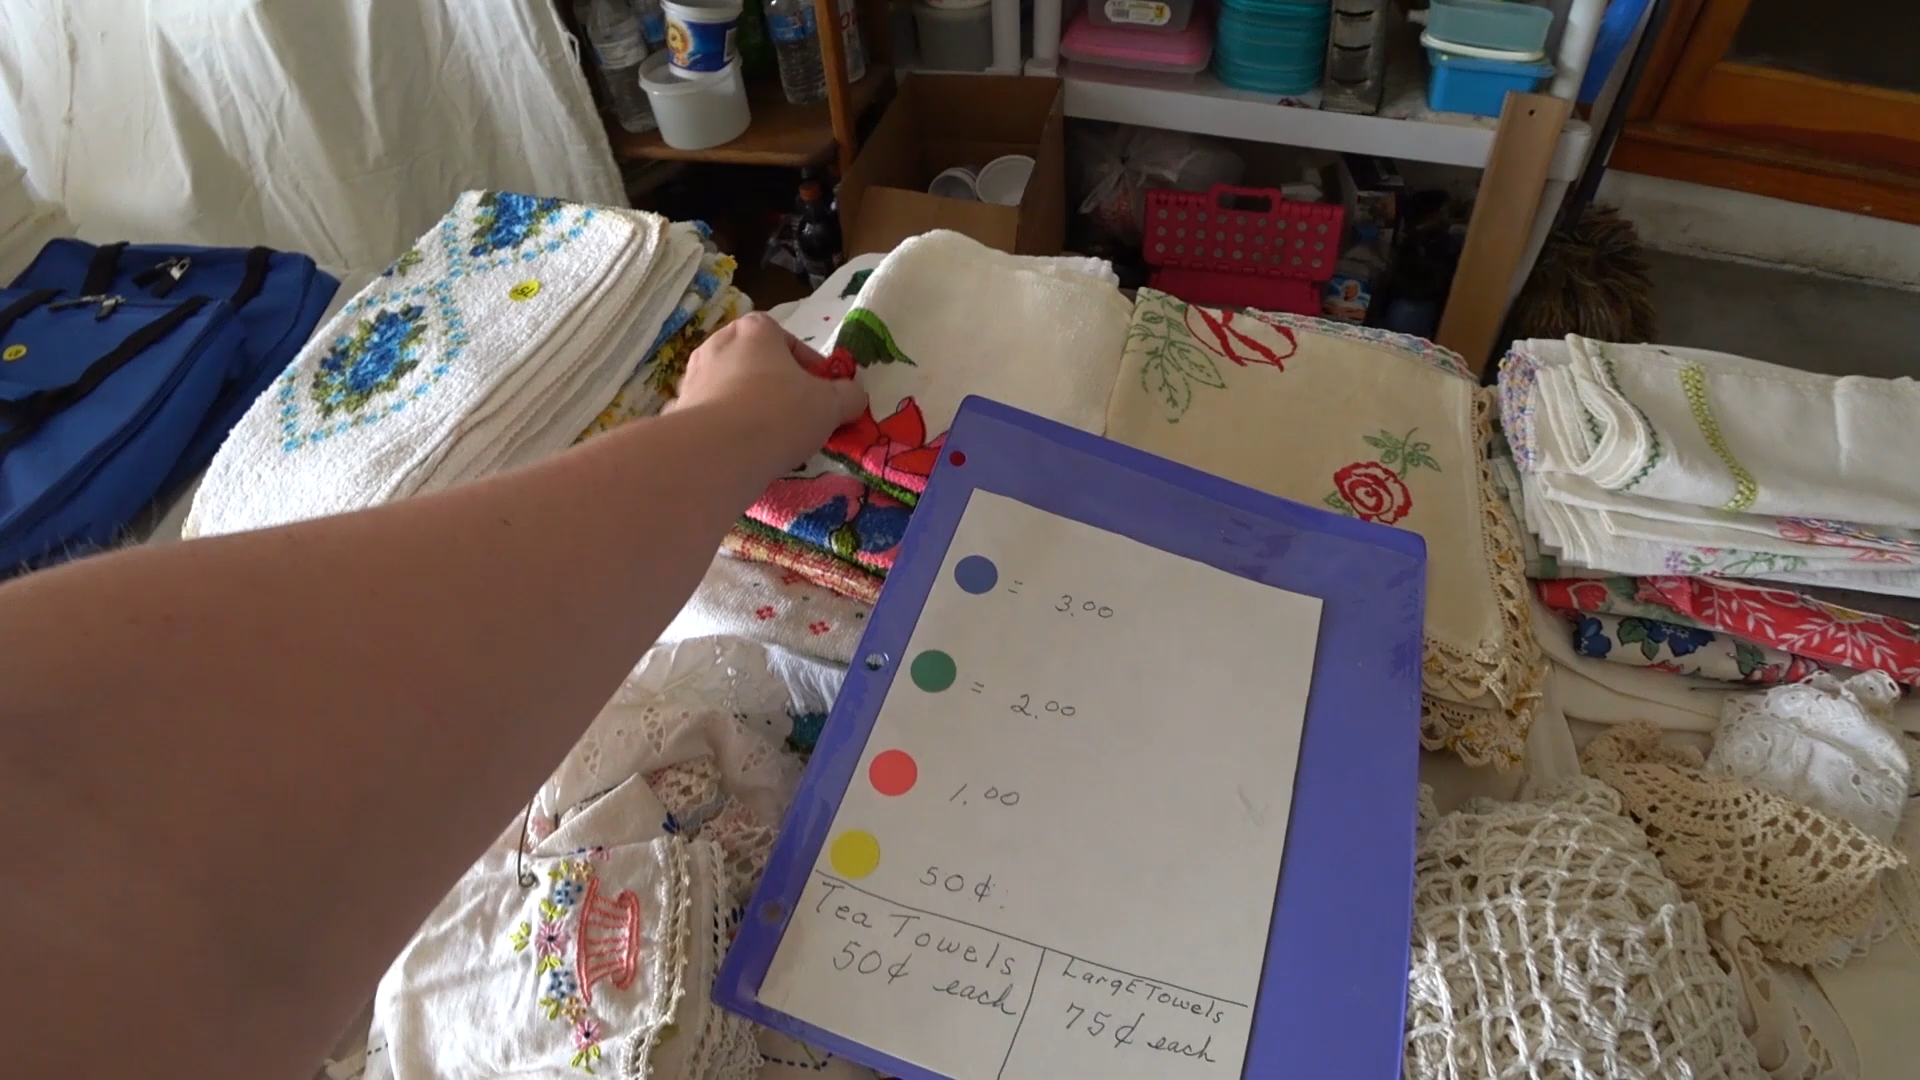 = 3.00
= 2.00
1.00
50¢
Tea Towels
50¢ each
LargE Towels
75¢ each